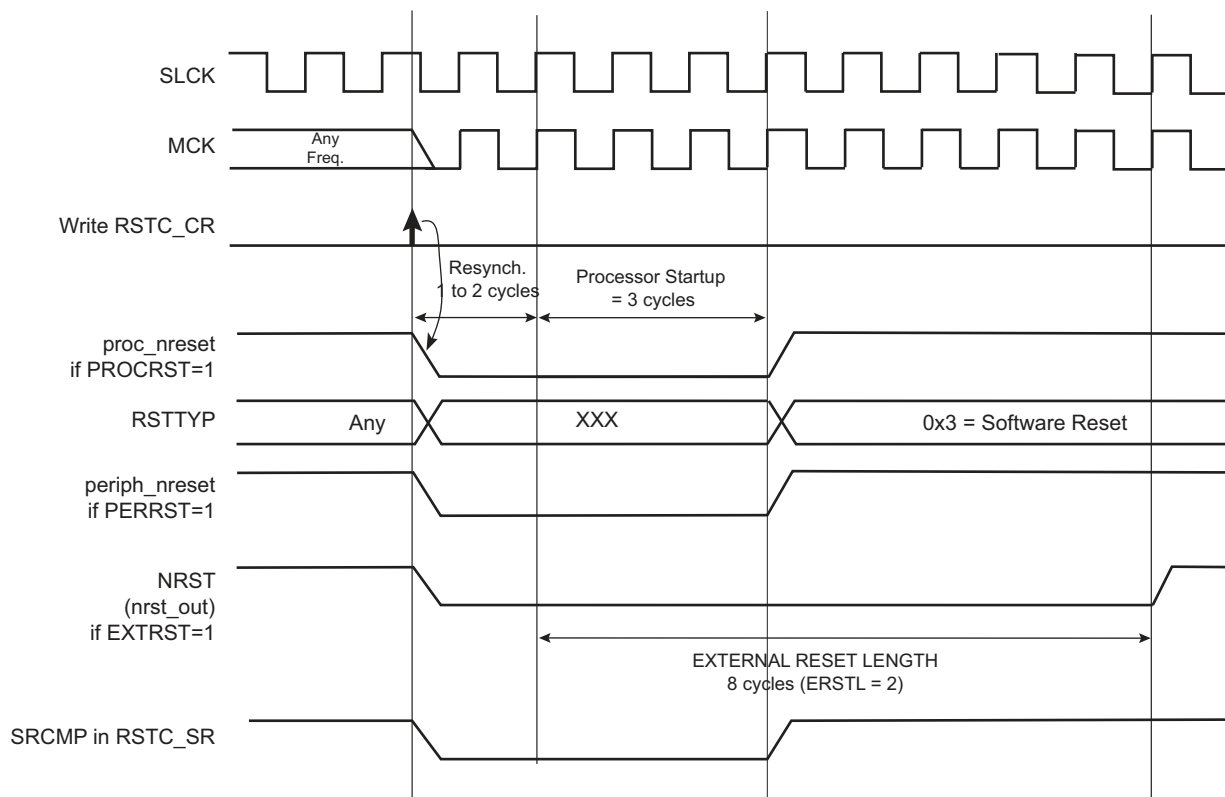 SLCK
MCK
Any
Freq.
Write RSTC_CR
Resynch.
1 to 2 cycles
Processor Startup
= 3 cycles
proc_nreset
if PROCRST=1
RSTTYP
Any
XXX
0x3 = Software Reset
periph_nreset
if PERRST=1
NRST
(nrst_out)
if EXTRST=1
EXTERNAL RESET LENGTH
8 cycles (ERSTL = 2)
SRCMP in RSTC_SR